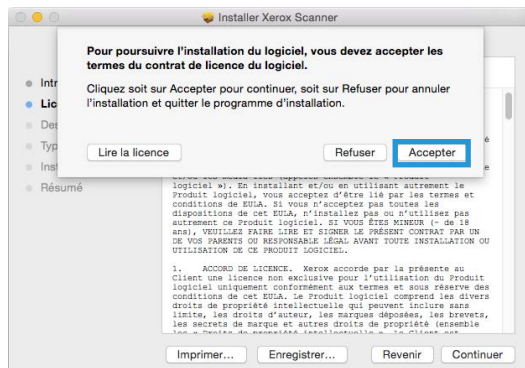 Installer Xerox Scanner
Pour poursuivre l'installation du logiciel, vous devez accepter les
termes du contrat de licence du logiciel.
Cliquez soit sur Accepter pour continuer, soit sur Refuser pour annuler
l'installation et quitter le programme d'installation.
Lire la licence
Refuser
Accepter
Intr
Lic
Des
Typ
Inst
Résumé
logiciel »). En installant et/ou en utilisant autrement le
Produit logiciel, vous acceptez d'être lié par les termes et
conditions de EULA. Si vous n'acceptez pas toutes les
dispositions de cet EULA, n'installez pas ou n'utilisez pas
autrement ce Produit logiciel. SI VOUS ÊTES MINEUR (- de 18
ans), VEUILLEZ FAIRE LIRE ET SIGNER LE PRÉSENT CONTRAT PAR UN
DE VOS PARENTS OU RESPONSABLE LÉGAL AVANT TOUTE INSTALLATION OU
UTILISATION DE CE PRODUIT LOGICIEL.
1. ACCORD DE LICENCE. Xerox accorde par la présente au
Client une licence non exclusive pour l'utilisation du Produit
logiciel uniquement conformément aux termes et sous réserve des
conditions de cet EULA. Le Produit logiciel comprend les divers
droits de propriété intellectuelle qui peuvent inclure sans
limite, les droits d'auteur, les marques déposées, les brevets,
les secrets de marque et autres droits de propriété (ensemble
Imprimer...
Enregistrer...
Revenir
Continuer